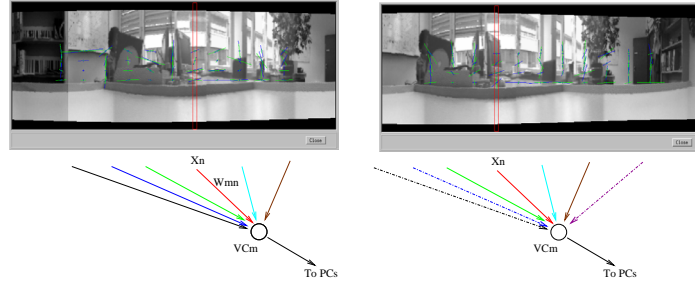 Close
Close
Xn
Wmn
VCm
To PCs
Xn
VCm
To PCs